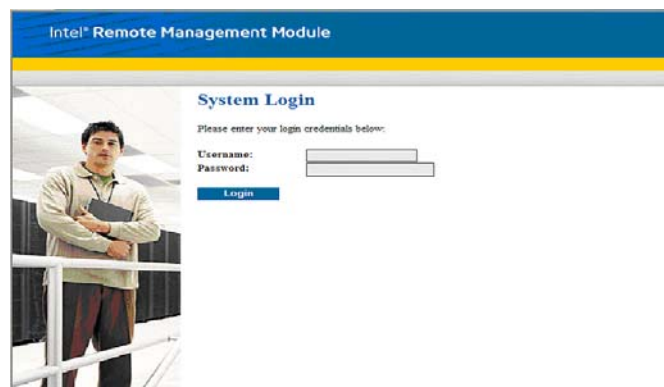 Intel® Remote Management Module
System Login
Please enter your login credentials below:
Username:
Password:
Login